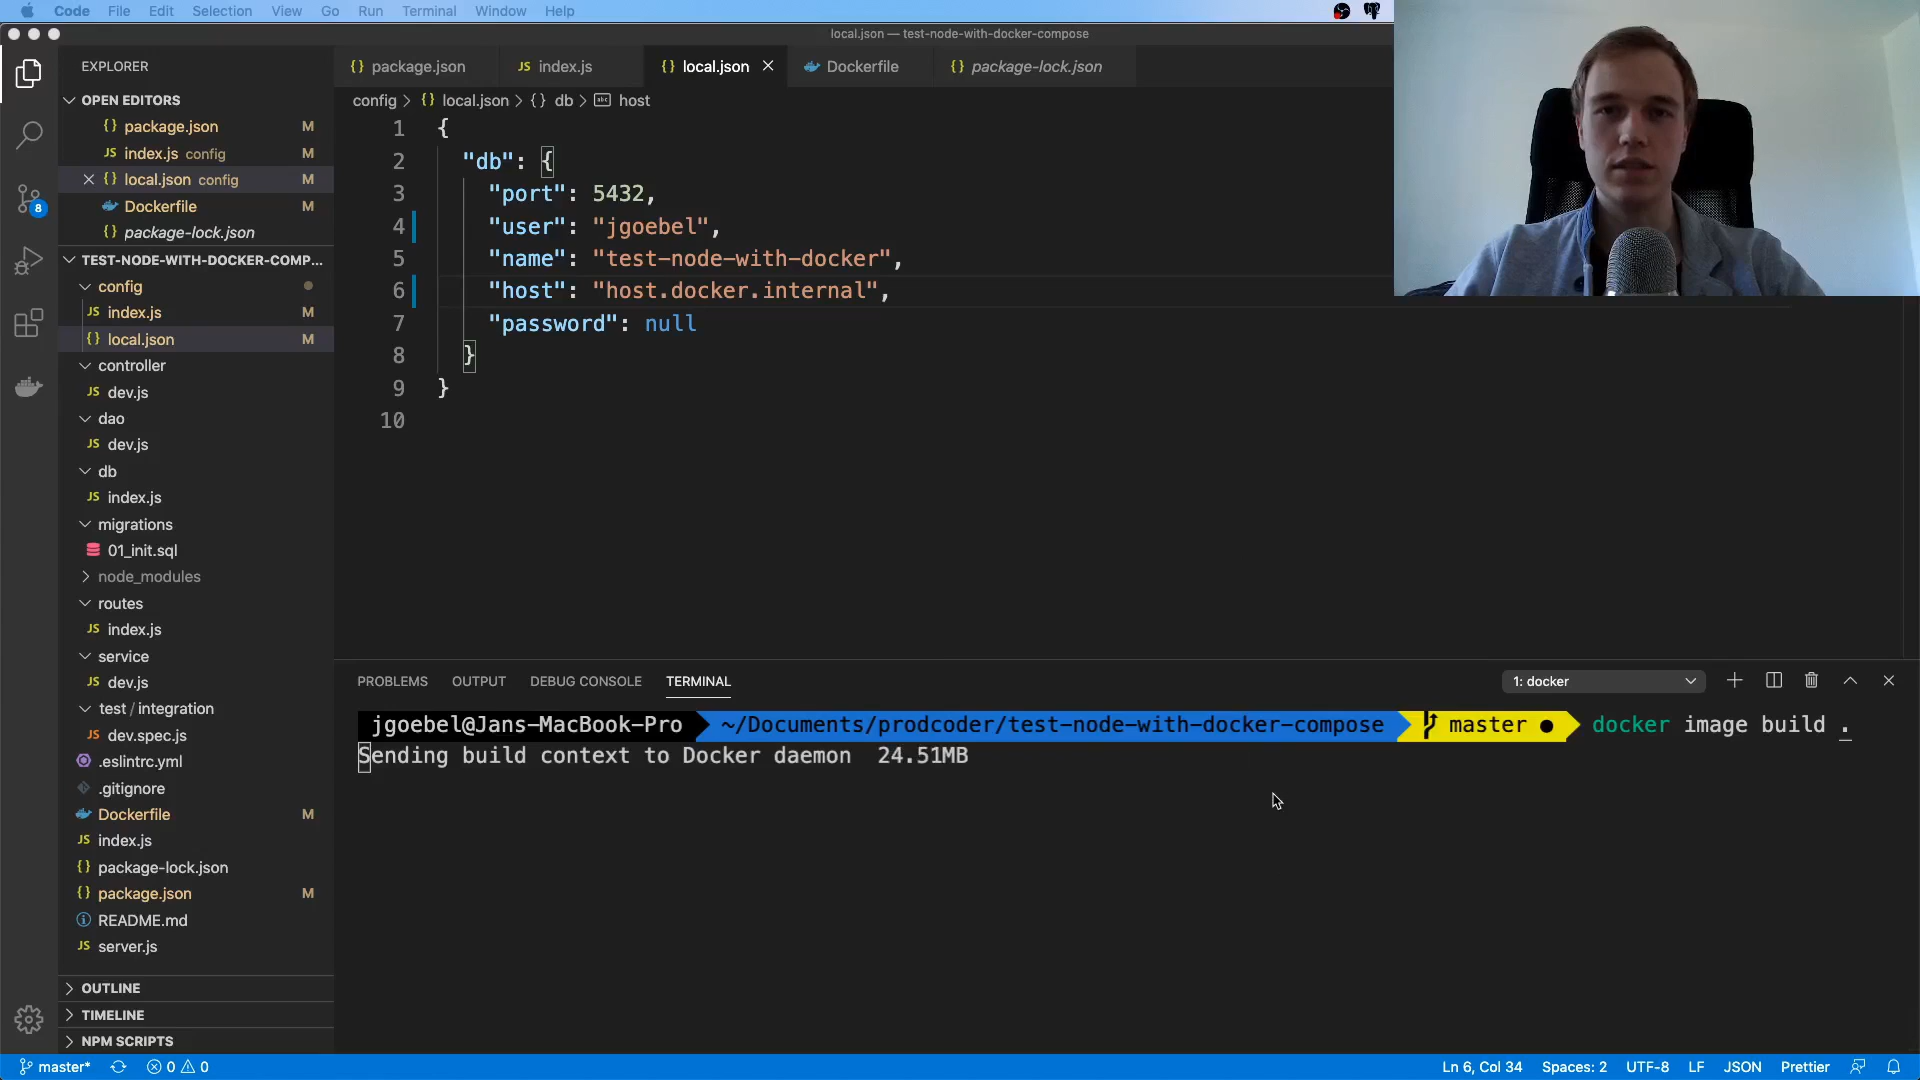 Code File Edit Selection View Go Run Terminal Window Help
local.json — test-node-with-docker-compose
EXPLORER
OPEN EDITORS
{} package.json M
JS index.js config M
{} local.json config M
Dockerfile M
{} package-lock.json
TEST-NODE-WITH-DOCKER-COMP...
config
JS index.js M
{} local.json M
controller
JS dev.js
dao
JS dev.js
db
JS index.js
migrations
01_init.sql
node_modules
routes
JS index.js
service
JS dev.js
test / integration
JS dev.spec.js
.eslintrc.yml
.gitignore
Dockerfile M
JS index.js
{} package-lock.json
{} package.json M
README.md
JS server.js
OUTLINE
TIMELINE
NPM SCRIPTS
8
{} package.json JS index.js {} local.json Dockerfile {} package-lock.json
config > {} local.json > {} db > abc host
1 {
2 "db": {
3 "port": 5432,
4 "user": "jgoebel",
5 "name": "test-node-with-docker",
6 "host": "host.docker.internal",
7 "password": null
8 }
9 }
10
PROBLEMS OUTPUT DEBUG CONSOLE TERMINAL 1: docker
jgoebel@Jans-MacBook-Pro ~/Documents/prodcoder/test-node-with-docker-compose master ● docker image build .
Sending build context to Docker daemon 24.51MB
master* 0 0 Ln 6, Col 34 Spaces: 2 UTF-8 LF JSON Prettier